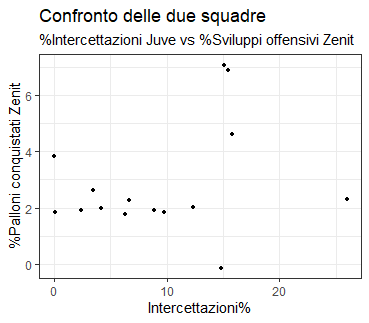 Confronto delle due squadre
%Intercettazioni Juve vs %Sviluppi offensivi Zenit
%Palloni conquistati Zenit
6
4
2
0
0
10
20
Intercettazioni%